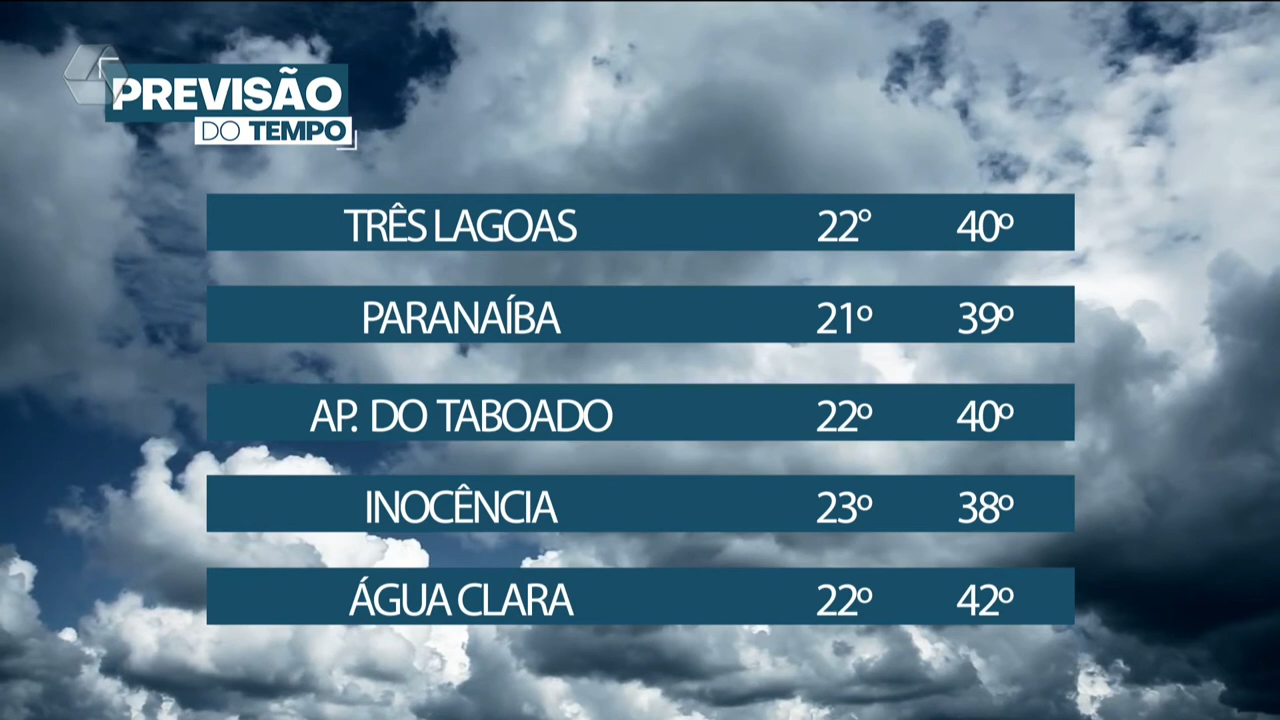 PREVISÃO
DO TEMPO
TRÊS LAGOAS 22° 40º
PARANAÍBA 21º 39º
AP. DO TABOADO 22º 40º
INOCÊNCIA 23º 38º
ÁGUA CLARA 22º 42º